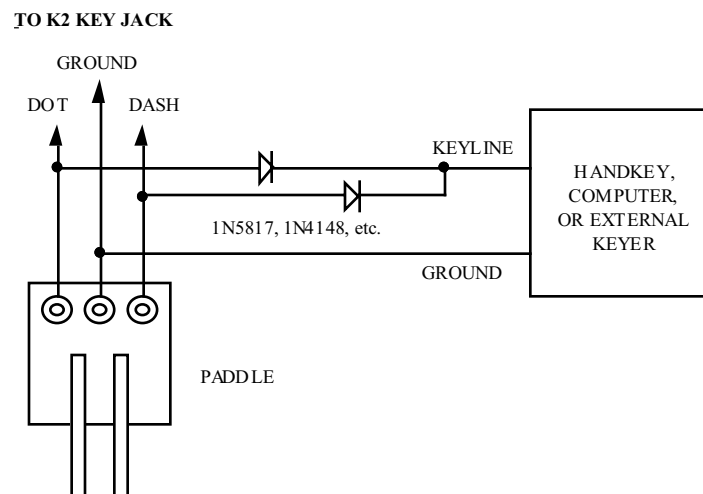 TO K2 KEY JACK
GROUND
DOT
DASH
KEYLINE
HANDKEY,
COMPUTER,
OR EXTERNAL
KEYER
1N5817, 1N4148, etc.
GROUND
PADDLE